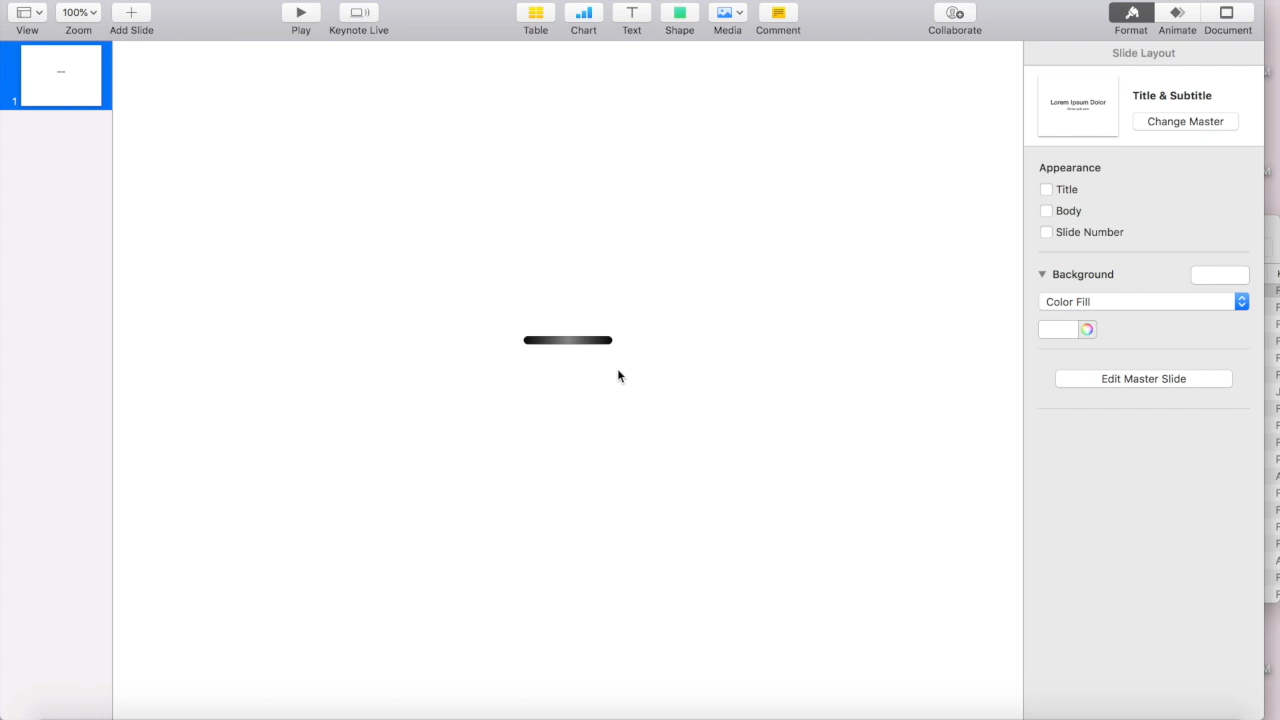 100%
View
Zoom
Add Slide
Play
Keynote Live
Table
Chart
Text
Shape
Media
Comment
Collaborate
Format
Animate
Document
1
Slide Layout
Lorem Ipsum Dolor
Title & Subtitle
Change Master
Appearance
Title
Body
Slide Number
Background
Color Fill
Edit Master Slide